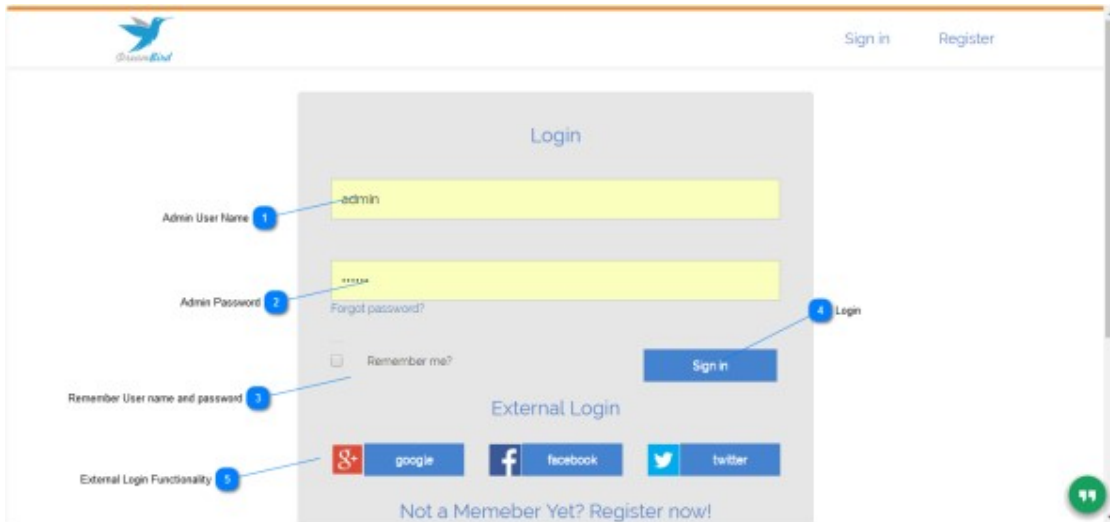 DreamBird
Sign in Register
Login
admin
Admin User Name 1
Admin Password 2
Forgot password?
4 Login
Remember me?
Sign in
Remember User name and password 3
External Login
g+ google f facebook twitter
External Login Functionality 5
Not a Memeber Yet? Register now!